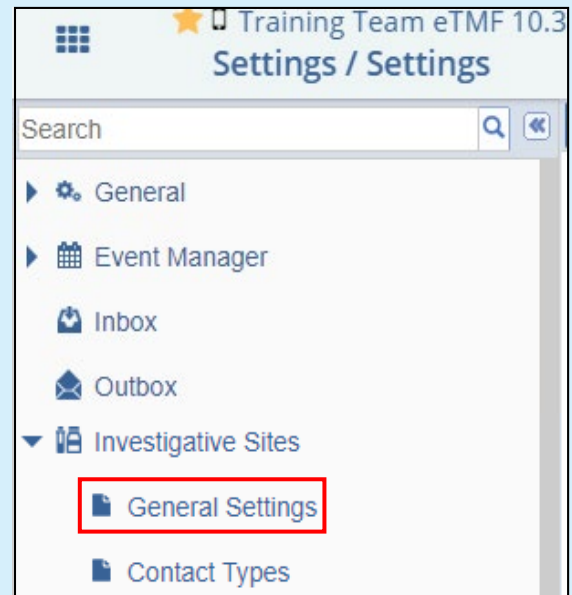 Training Team eTMF 10.3
Settings / Settings
Search
General
Event Manager
Inbox
Outbox
Investigative Sites
General Settings
Contact Types